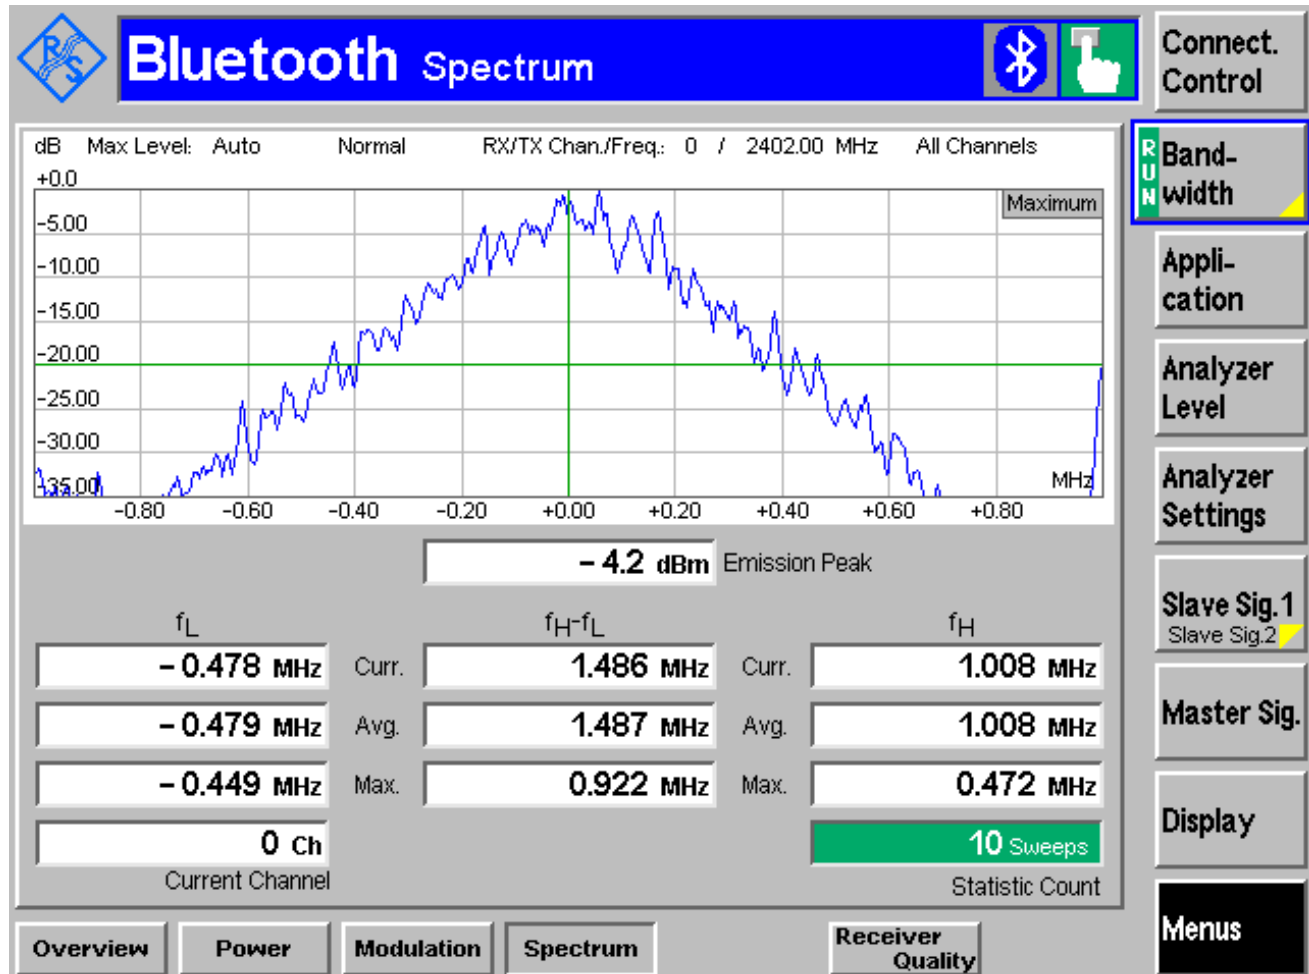 R
S
Bluetooth Spectrum
dB Max Level: Auto Normal RX/TX Chan./Freq.: 0 / 2402.00 MHz All Channels
+0.0
Maximum
-5.00
-10.00
-15.00
-20.00
-25.00
-30.00
-35.00
MHz
-0.80 -0.60 -0.40 -0.20 +0.00 +0.20 +0.40 +0.60 +0.80
- 4.2 dBm Emission Peak
fL fH-fL fH
- 0.478 MHz Curr. 1.486 MHz Curr. 1.008 MHz
- 0.479 MHz Avg. 1.487 MHz Avg. 1.008 MHz
- 0.449 MHz Max. 0.922 MHz Max. 0.472 MHz
0 Ch 10 Sweeps
Current Channel Statistic Count
Overview Power Modulation Spectrum Receiver
Quality
Connect.
Control
RUN
Band-
width
Appli-
cation
Analyzer
Level
Analyzer
Settings
Slave Sig.1
Slave Sig.2
Master Sig.
Display
Menus